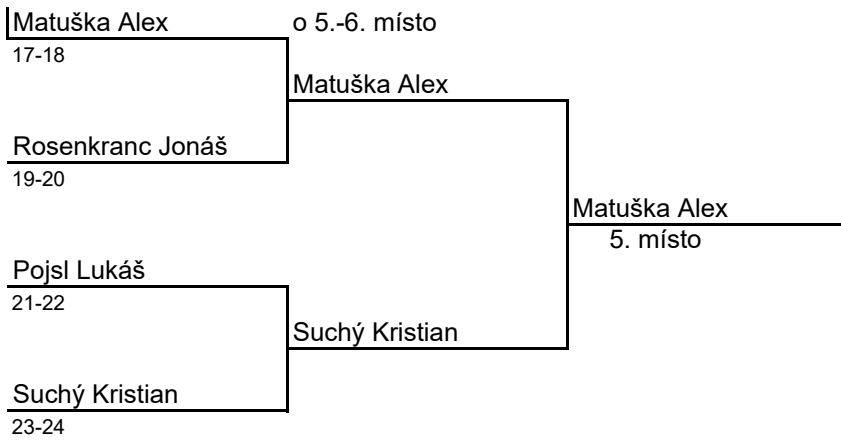 Matuška Alex
o 5.-6. místo
17-18
Matuška Alex
Rosenkranc Jonáš
19-20
Matuška Alex
5. místo
Pojsl Lukáš
21-22
Suchý Kristian
Suchý Kristian
23-24